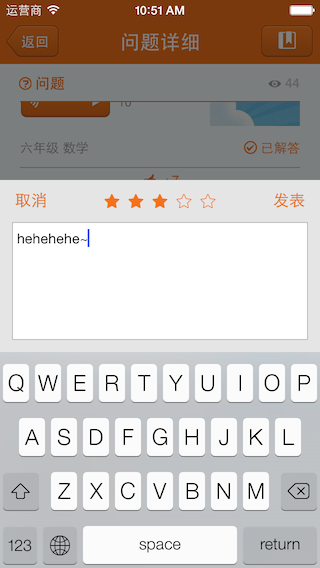 运营商 10:51 AM
返回 问题详细
问题 44
六年级 数学 已解答
取消 发表
hehehehe~
Q W E R T Y U I O P
A S D F G H J K L
Z X C V B N M
123 space return